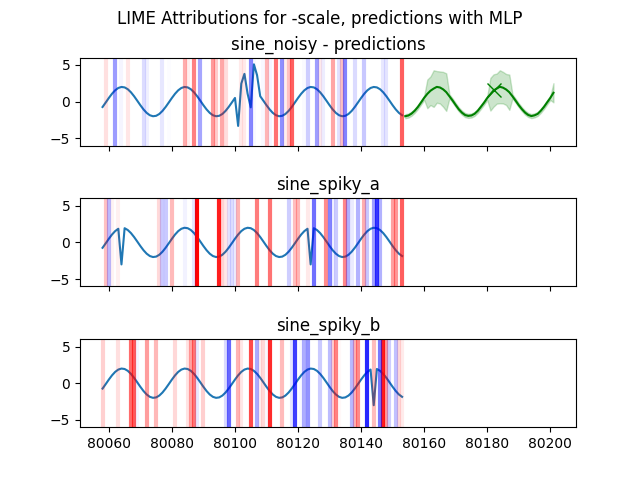 LIME Attributions for -scale, predictions with MLP
sine_noisy - predictions
5
0
−5
sine_spiky_a
5
0
−5
sine_spiky_b
5
0
−5
80060 80080 80100 80120 80140 80160 80180 80200